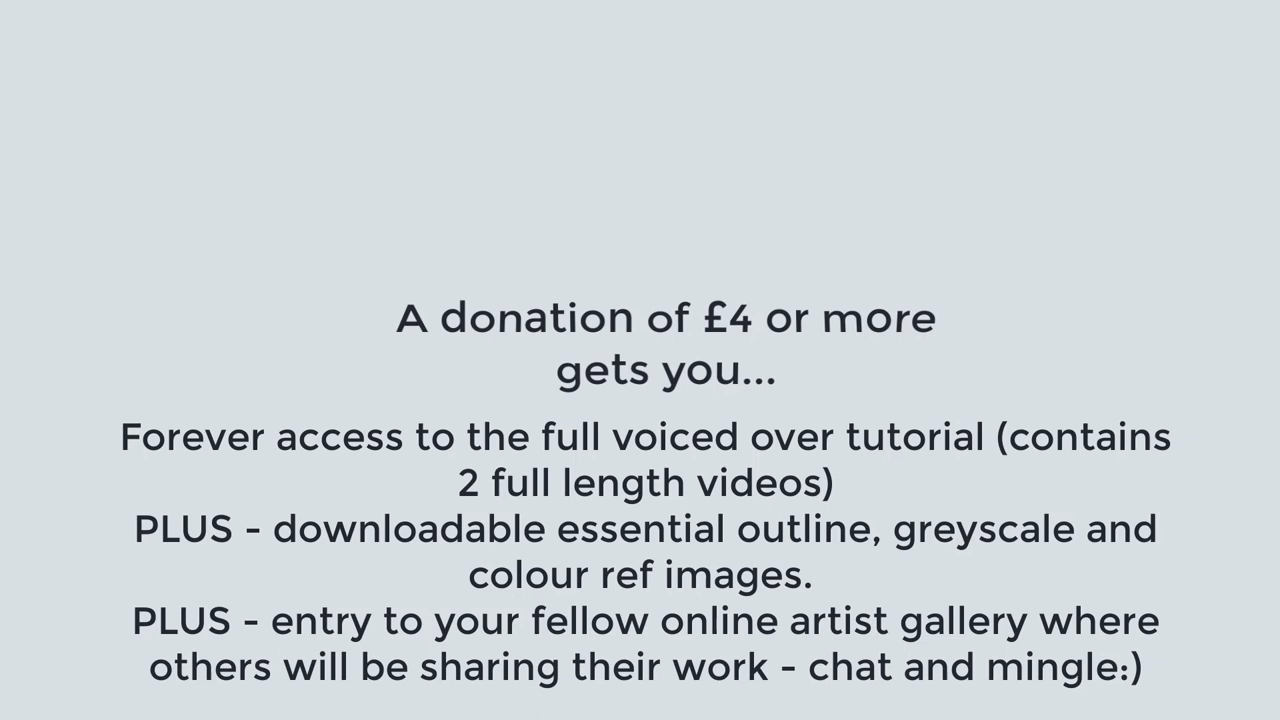 A donation of £4 or more
gets you...
Forever access to the full voiced over tutorial (contains
2 full length videos)
PLUS - downloadable essential outline, greyscale and
colour ref images.
PLUS - entry to your fellow online artist gallery where
others will be sharing their work - chat and mingle:)